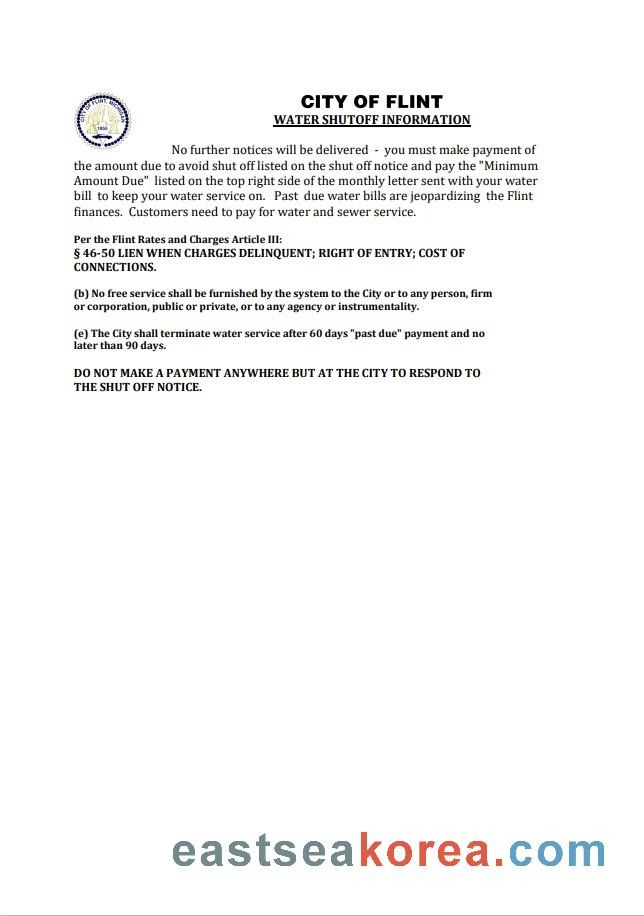 CITY OF FLINT, MICHIGAN
1855
CITY OF FLINT
WATER SHUTOFF INFORMATION
No further notices will be delivered - you must make payment of
the amount due to avoid shut off listed on the shut off notice and pay the "Minimum
Amount Due" listed on the top right side of the monthly letter sent with your water
bill to keep your water service on. Past due water bills are jeopardizing the Flint
finances. Customers need to pay for water and sewer service.
Per the Flint Rates and Charges Article III:
§ 46-50 LIEN WHEN CHARGES DELINQUENT; RIGHT OF ENTRY; COST OF
CONNECTIONS.
(b) No free service shall be furnished by the system to the City or to any person, firm
or corporation, public or private, or to any agency or instrumentality.
(e) The City shall terminate water service after 60 days "past due" payment and no
later than 90 days.
DO NOT MAKE A PAYMENT ANYWHERE BUT AT THE CITY TO RESPOND TO
THE SHUT OFF NOTICE.
eastseakorea.com